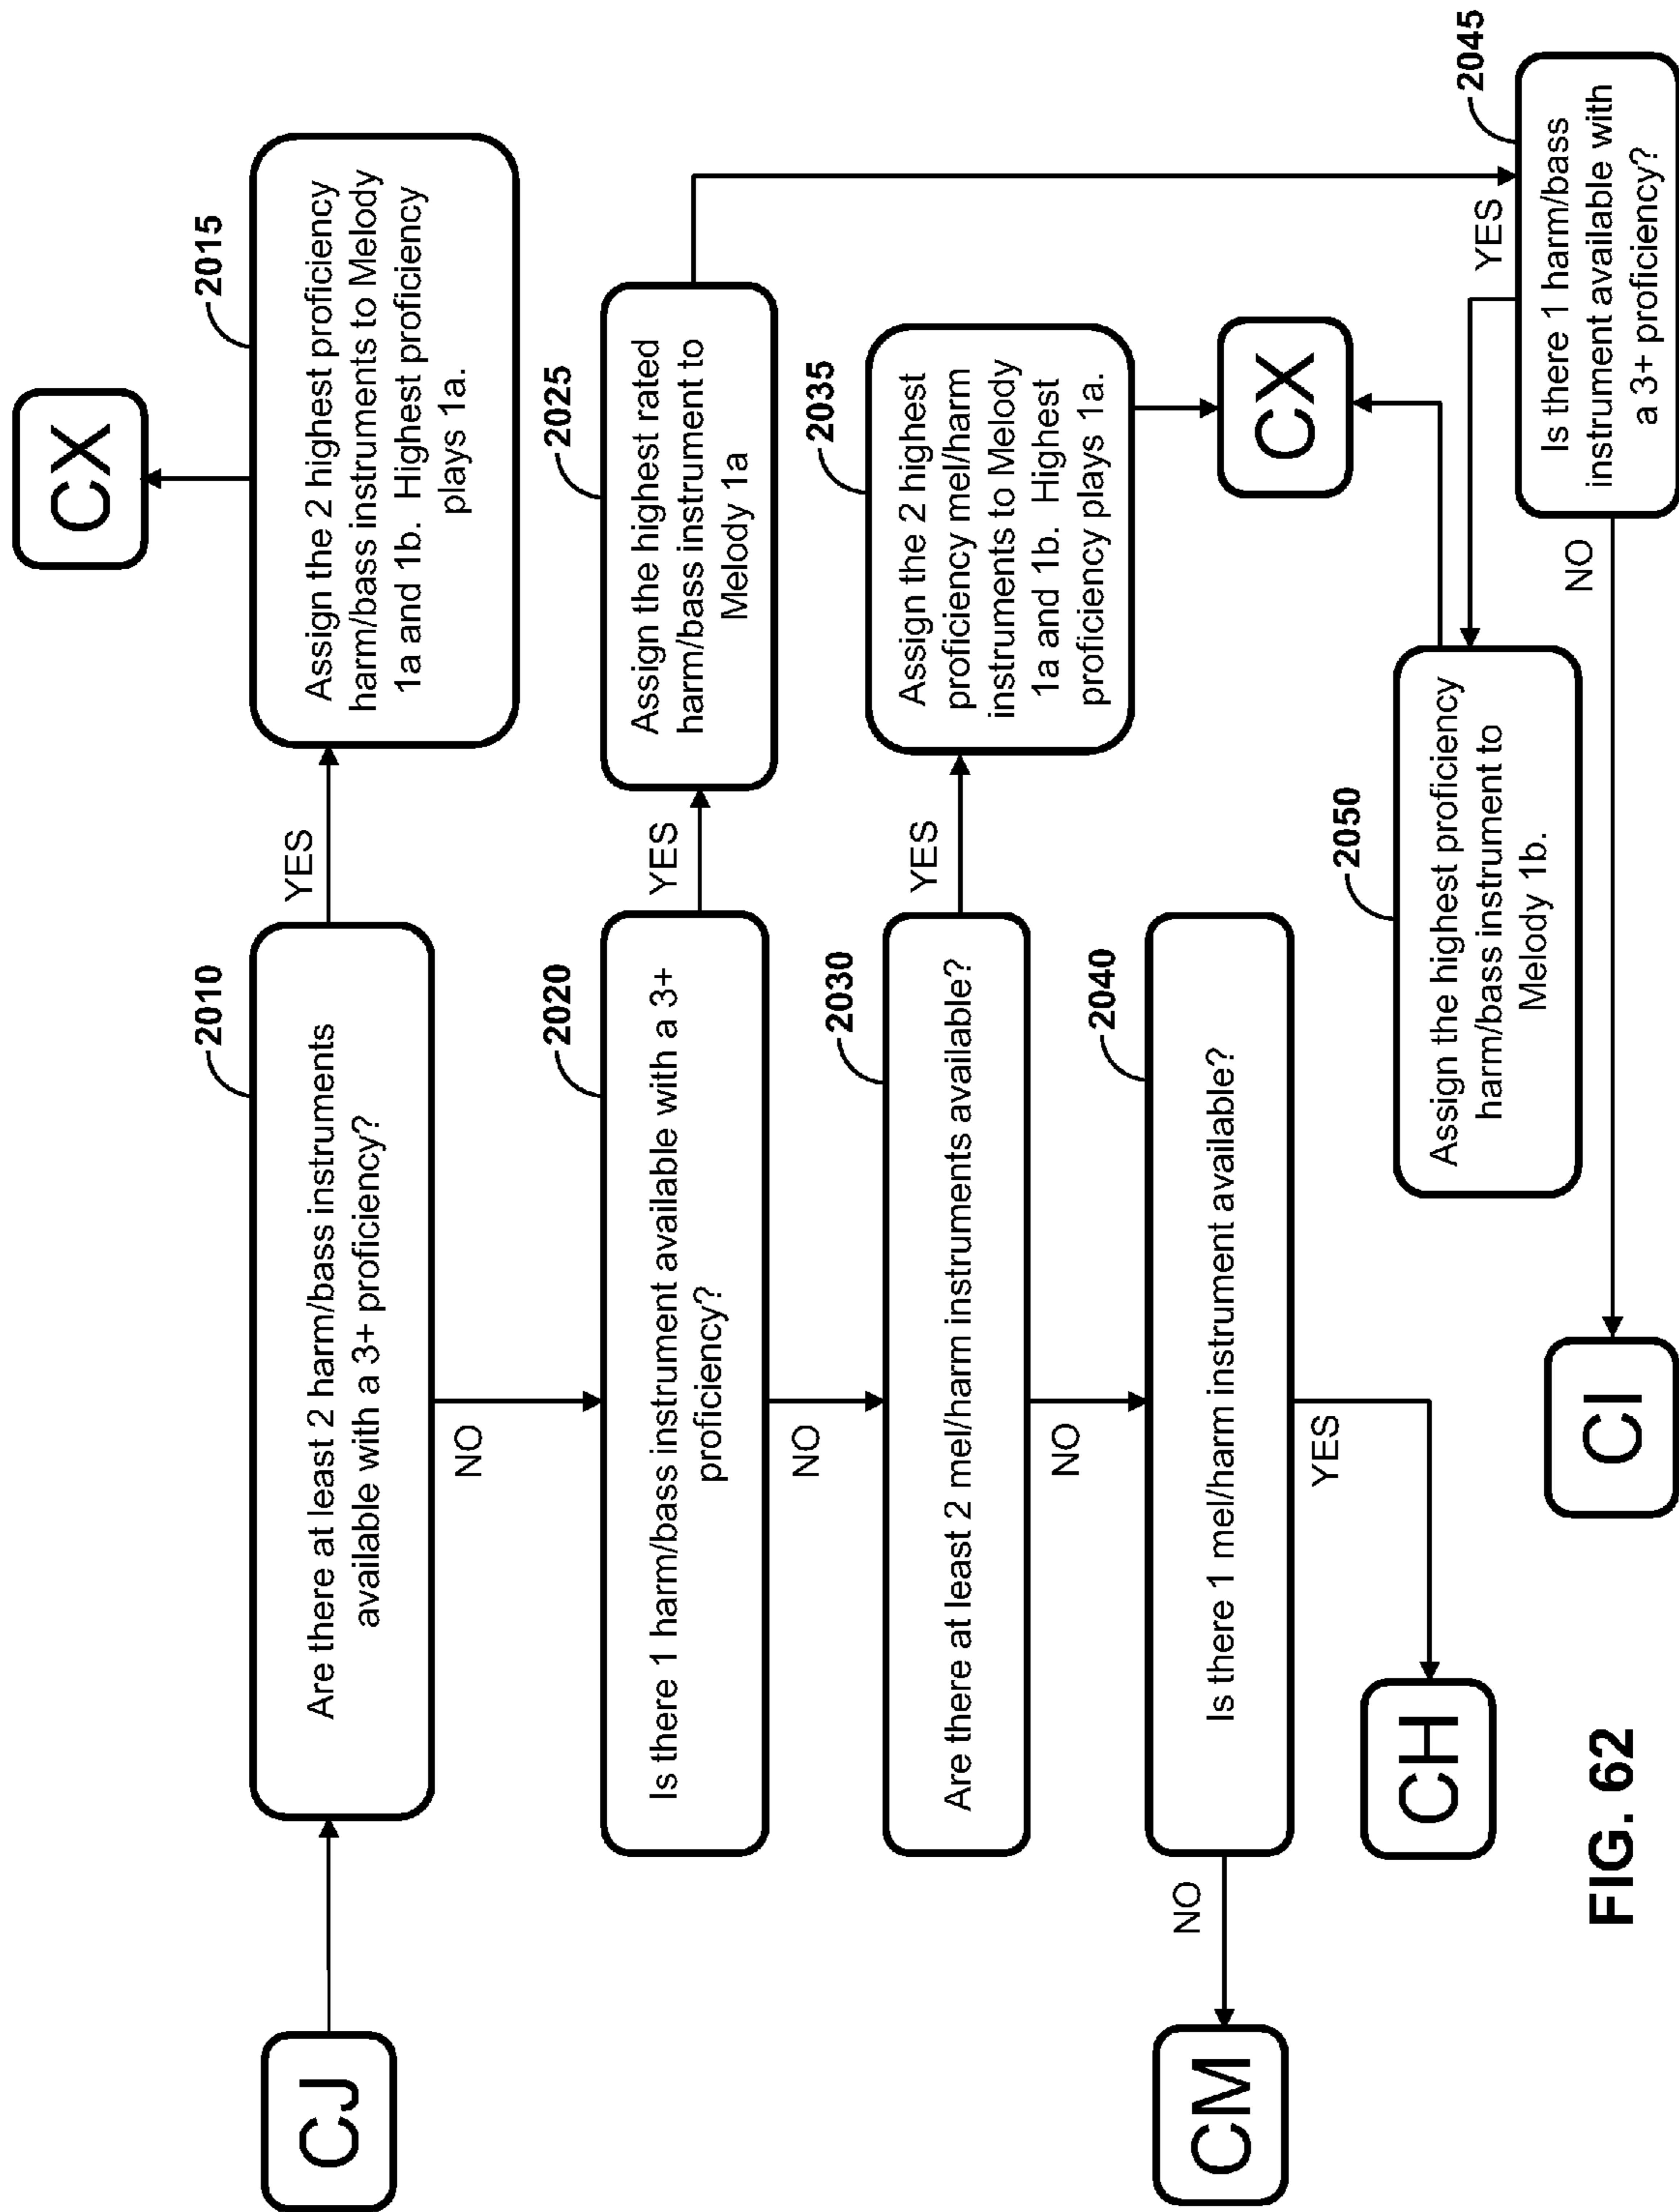 CX
2015
Assign the 2 highest proficiency
harm/bass instruments to Melody
1a and 1b. Highest proficiency
plays 1a.
YES
2010
Are there at least 2 harm/bass instruments
available with a 3+ proficiency?
CJ
NO
2025
Assign the highest rated
harm/bass instrument to
Melody 1a
YES
2020
Is there 1 harm/bass instrument available with a 3+
proficiency?
NO
2035
Assign the 2 highest
proficiency mel/harm
instruments to Melody
1a and 1b. Highest
proficiency plays 1a.
YES
2030
Are there at least 2 mel/harm instruments available?
NO
CX
2040
Is there 1 mel/harm instrument available?
NO
CM
YES
CH
2050
Assign the highest proficiency
harm/bass instrument to
Melody 1b.
YES
2045
Is there 1 harm/bass
instrument available with
a 3+ proficiency?
NO
CI
FIG. 62